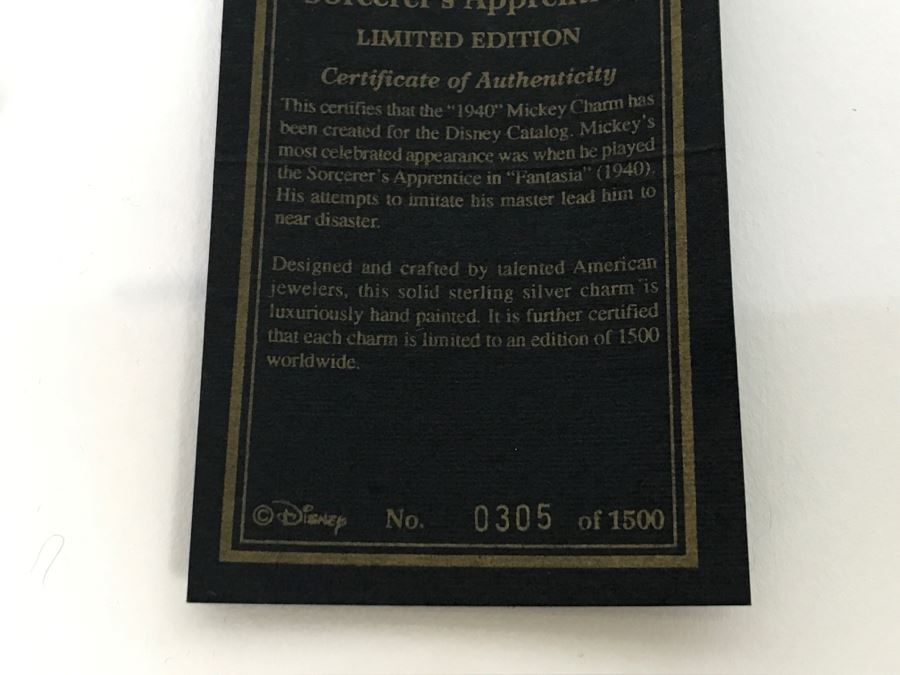 Sorcerer's Apprentice
LIMITED EDITION
Certificate of Authenticity
This certifies that the "1940" Mickey Charm has
been created for the Disney Catalog. Mickey's
most celebrated appearance was when he played
the Sorcerer's Apprentice in "Fantasia" (1940).
His attempts to imitate his master lead him to
near disaster.
Designed and crafted by talented American
jewelers, this solid sterling silver charm is
luxuriously hand painted. It is further certified
that each charm is limited to an edition of 1500
worldwide.
© Disney No. 0305 of 1500